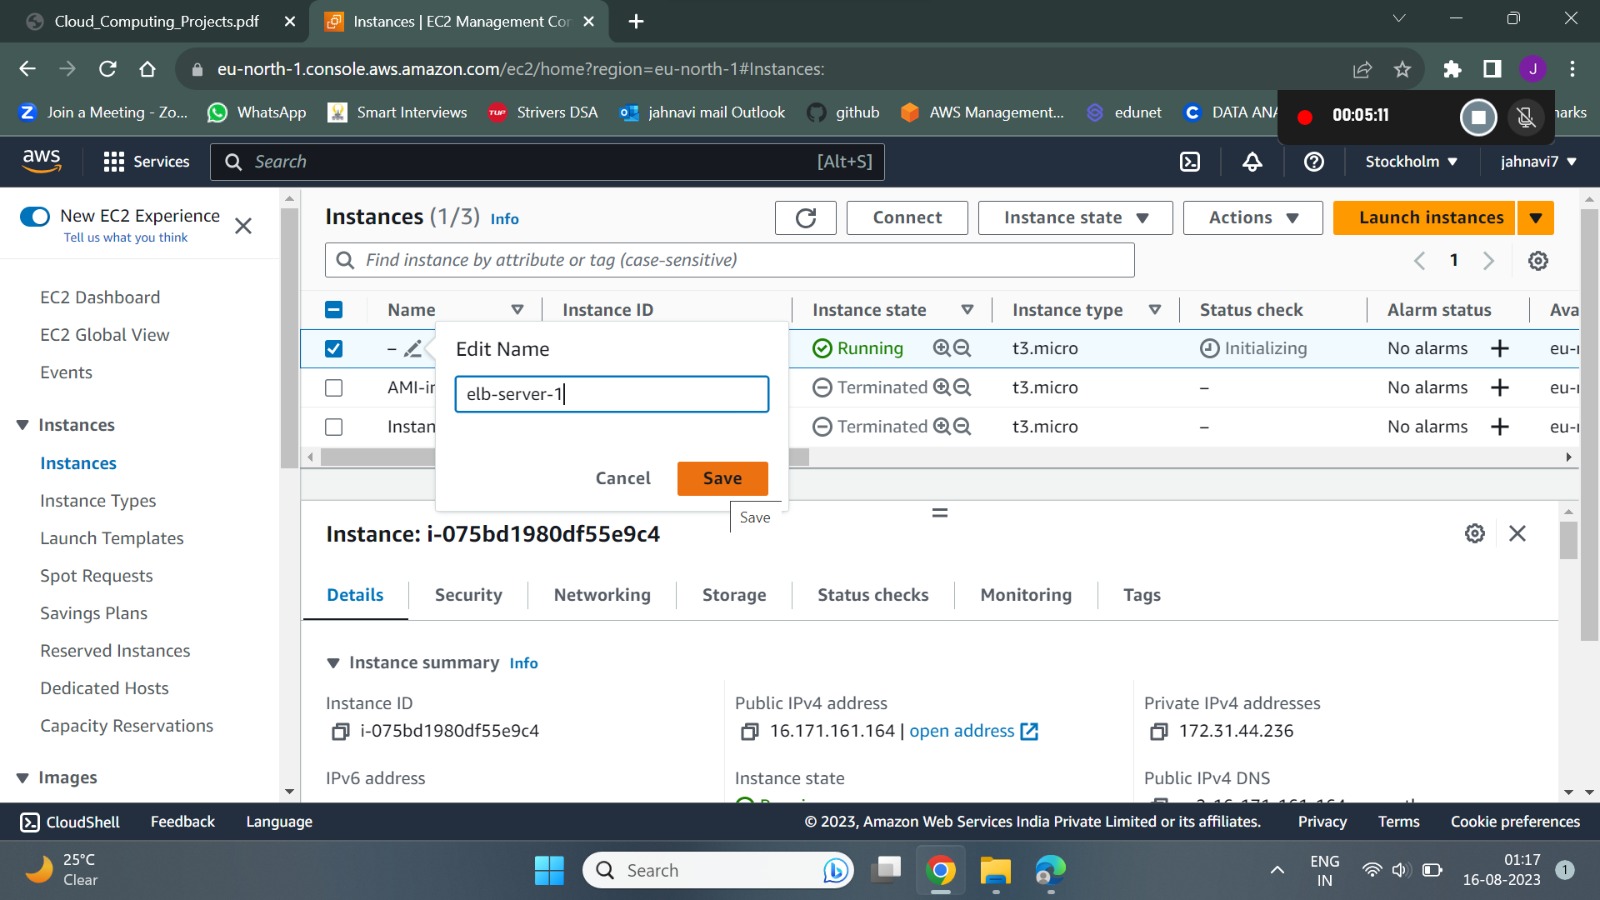 Cloud_Computing_Projects.pdf
Instances | EC2 Management Con
eu-north-1.console.aws.amazon.com/ec2/home?region=eu-north-1#Instances:
J
Join a Meeting - Zo...
WhatsApp
Smart Interviews
TUF Strivers DSA
jahnavi mail Outlook
github
AWS Management...
edunet
DATA ANA
00:05:11
arks
aws
Services
Search
[Alt+S]
Stockholm
jahnavi7
New EC2 Experience
Tell us what you think
EC2 Dashboard
EC2 Global View
Events
Instances
Instances
Instance Types
Launch Templates
Spot Requests
Savings Plans
Reserved Instances
Dedicated Hosts
Capacity Reservations
Images
Instances (1/3) Info
Connect
Instance state
Actions
Launch instances
Find instance by attribute or tag (case-sensitive)
1
Name
Instance ID
Instance state
Instance type
Status check
Alarm status
Ava
–
Running
t3.micro
Initializing
No alarms +
eu-
AMI-in
Terminated
t3.micro
–
No alarms +
eu-
Instan
Terminated
t3.micro
–
No alarms +
eu-
Edit Name
elb-server-1
Cancel
Save
Save
Instance: i-075bd1980df55e9c4
Details
Security
Networking
Storage
Status checks
Monitoring
Tags
Instance summary Info
Instance ID
i-075bd1980df55e9c4
Public IPv4 address
16.171.161.164 | open address
Private IPv4 addresses
172.31.44.236
IPv6 address
Instance state
Public IPv4 DNS
CloudShell
Feedback
Language
© 2023, Amazon Web Services India Private Limited or its affiliates.
Privacy
Terms
Cookie preferences
25°C
Clear
Search
ENG
IN
01:17
16-08-2023
1